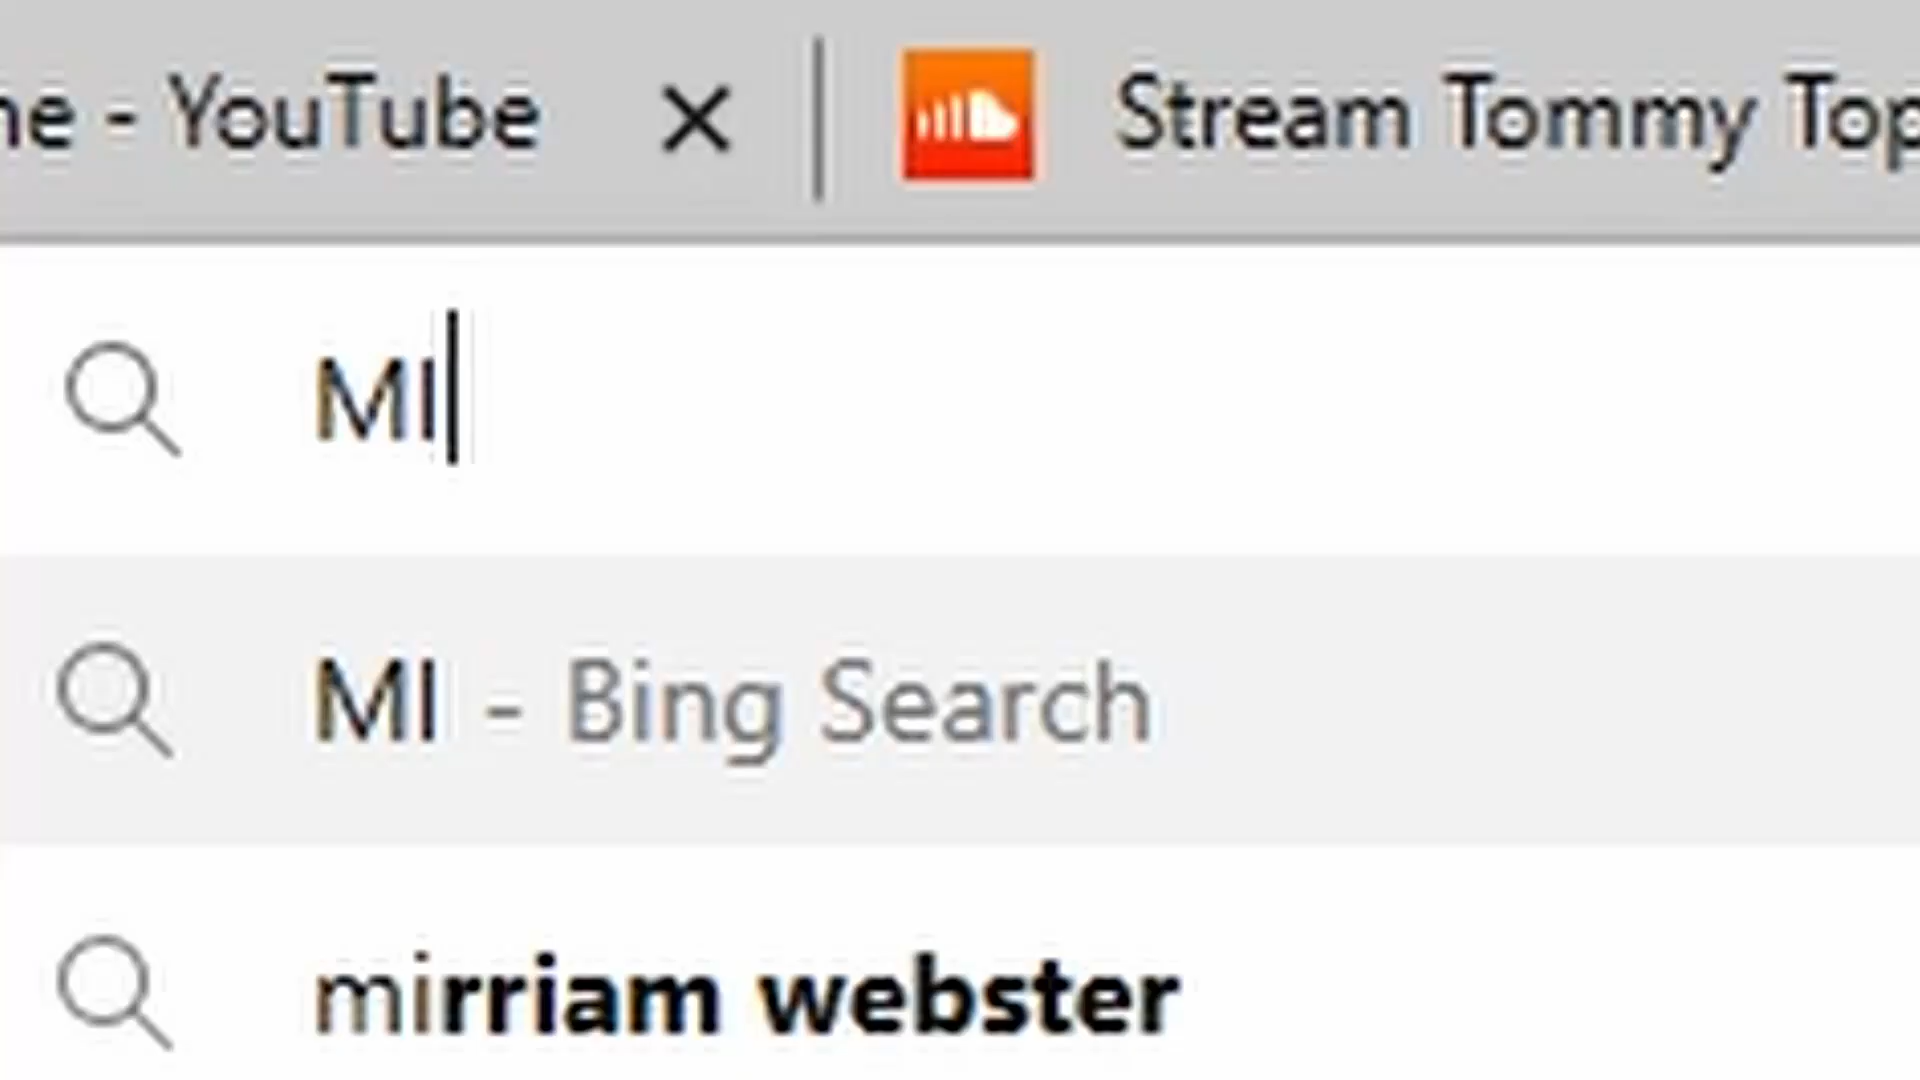 ne - YouTube
Stream Tommy Top
MI
MI - Bing Search
mirriam webster